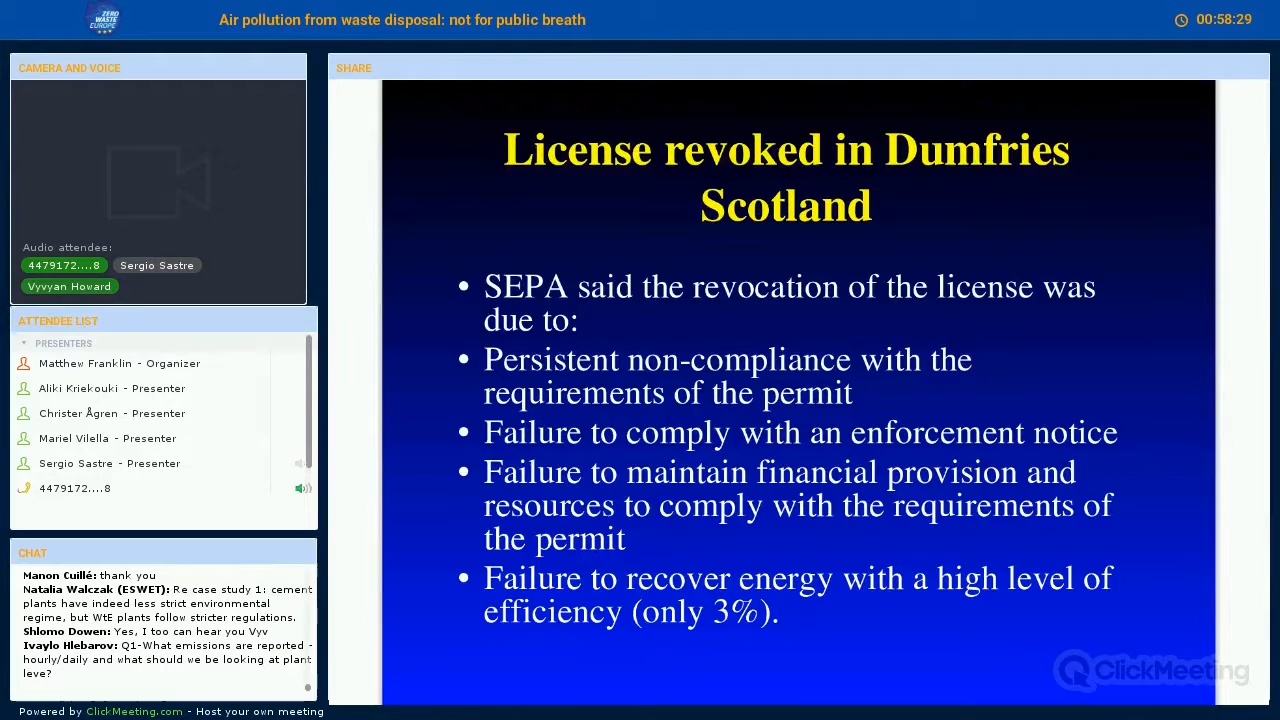 ZERO WASTE
EUROPE
Air pollution from waste disposal: not for public breath
00:58:29
CAMERA AND VOICE
Audio attendee:
4479172....8
Sergio Sastre
Vyvyan Howard
ATTENDEE LIST
PRESENTERS
Matthew Franklin - Organizer
Aliki Kriekouki - Presenter
Christer Ågren - Presenter
Mariel Vilella - Presenter
Sergio Sastre - Presenter
4479172....8
CHAT
Manon Cuillé: thank you
Natalia Walczak (ESWET): Re case study 1: cement
plants have indeed less strict environmental
regime, but WtE plants follow stricter regulations.
Shlomo Dowen: Yes, I too can hear you Vyv
Ivaylo Hlebarov: Q1-What emissions are reported -
hourly/daily and what should we be looking at plant
leve?
Powered by ClickMeeting.com - Host your own meeting
SHARE
License revoked in Dumfries
Scotland
• SEPA said the revocation of the license was
due to:
• Persistent non-compliance with the
requirements of the permit
• Failure to comply with an enforcement notice
• Failure to maintain financial provision and
resources to comply with the requirements of
the permit
• Failure to recover energy with a high level of
efficiency (only 3%).
ClickMeeting